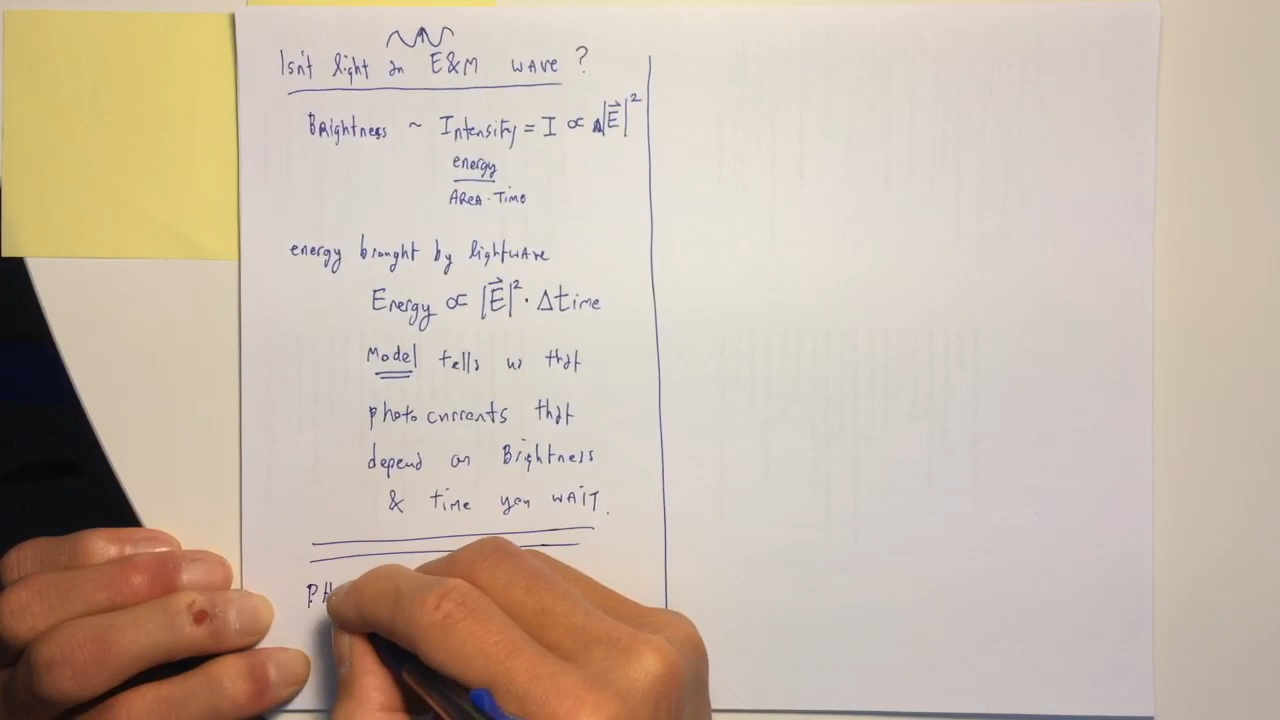 Isn't light an E&M wave ?
Brightness ~ Intensity = I ∝ |E⃗|²
energy
Area · Time
energy brought by lightwave
Energy ∝ |E⃗|² · Δtime
Model tells us that
photocurrents that
depend on Brightness
& time you WAIT.
PH